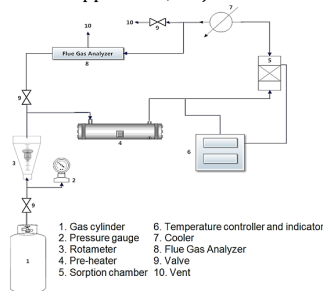 10
10
9
7
Flue Gas Analyzer
8
5
9
4
3
6
2
9
1
1. Gas cylinder 6. Temperature controller and indicator
2. Pressure gauge 7. Cooler
3. Rotameter 8. Flue Gas Analyzer
4. Pre-heater 9. Valve
5. Sorption chamber 10. Vent